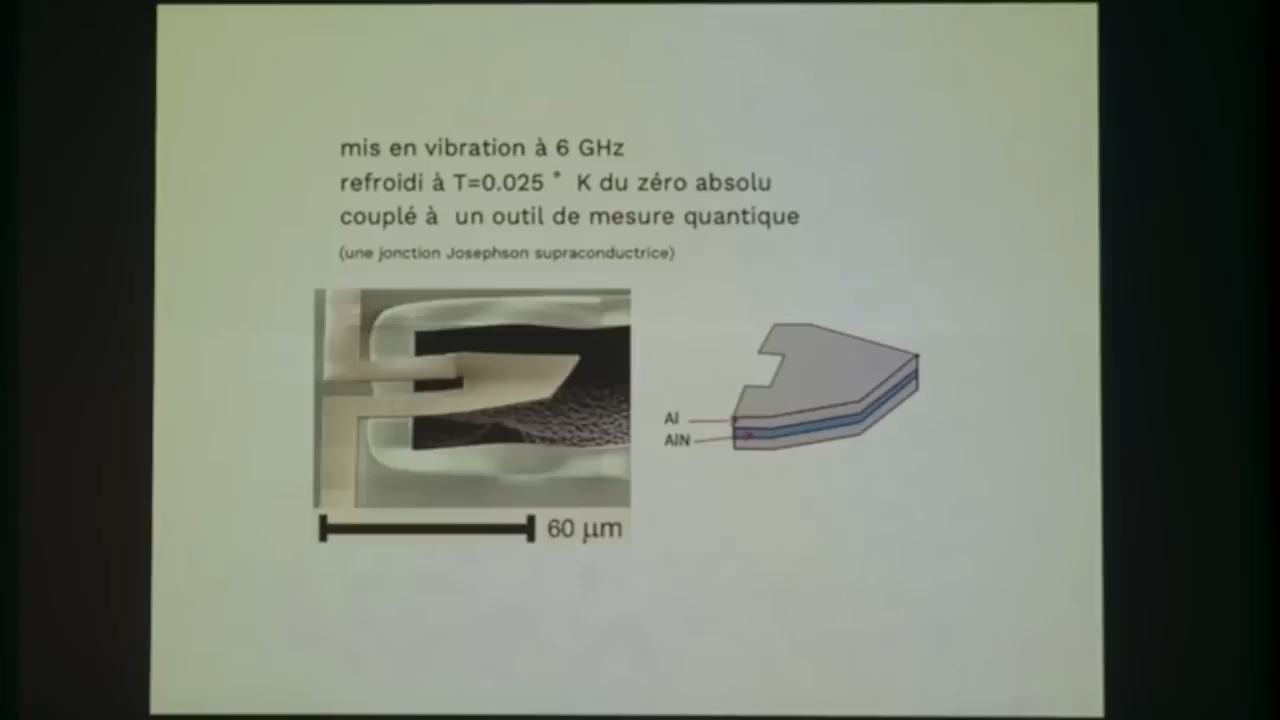 mis en vibration à 6 GHz
refroidi à T=0.025 ° K du zéro absolu
couplé à un outil de mesure quantique
(une jonction Josephson supraconductrice)
Al
AlN
60 µm